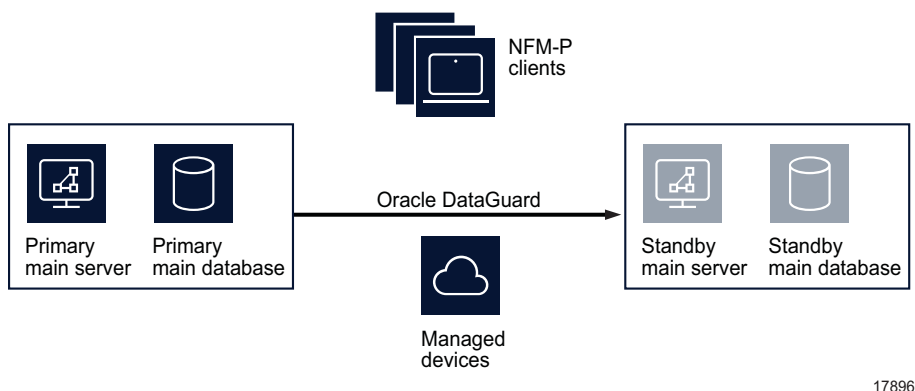 NFM-P
clients
Primary
main server
Primary
main database
Oracle DataGuard
Standby
main server
Standby
main database
Managed
devices
17896